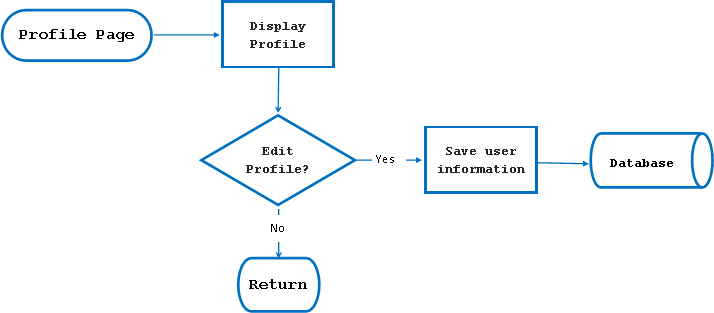 Profile Page
Display
Profile
Edit
Profile?
Yes
Save user
information
Database
No
Return